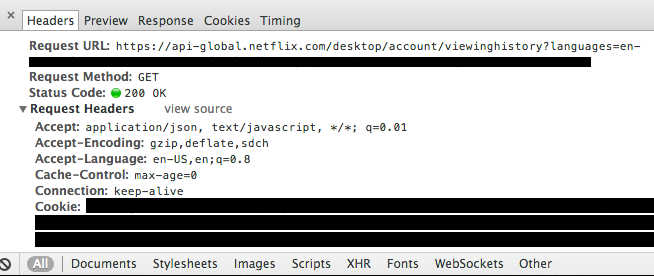 × Headers Preview Response Cookies Timing
Request URL: https://api-global.netflix.com/desktop/account/viewinghistory?languages=en-
Request Method: GET
Status Code: 200 OK
▼ Request Headers view source
Accept: application/json, text/javascript, */*; q=0.01
Accept-Encoding: gzip,deflate,sdch
Accept-Language: en-US,en;q=0.8
Cache-Control: max-age=0
Connection: keep-alive
Cookie:
All Documents Stylesheets Images Scripts XHR Fonts WebSockets Other